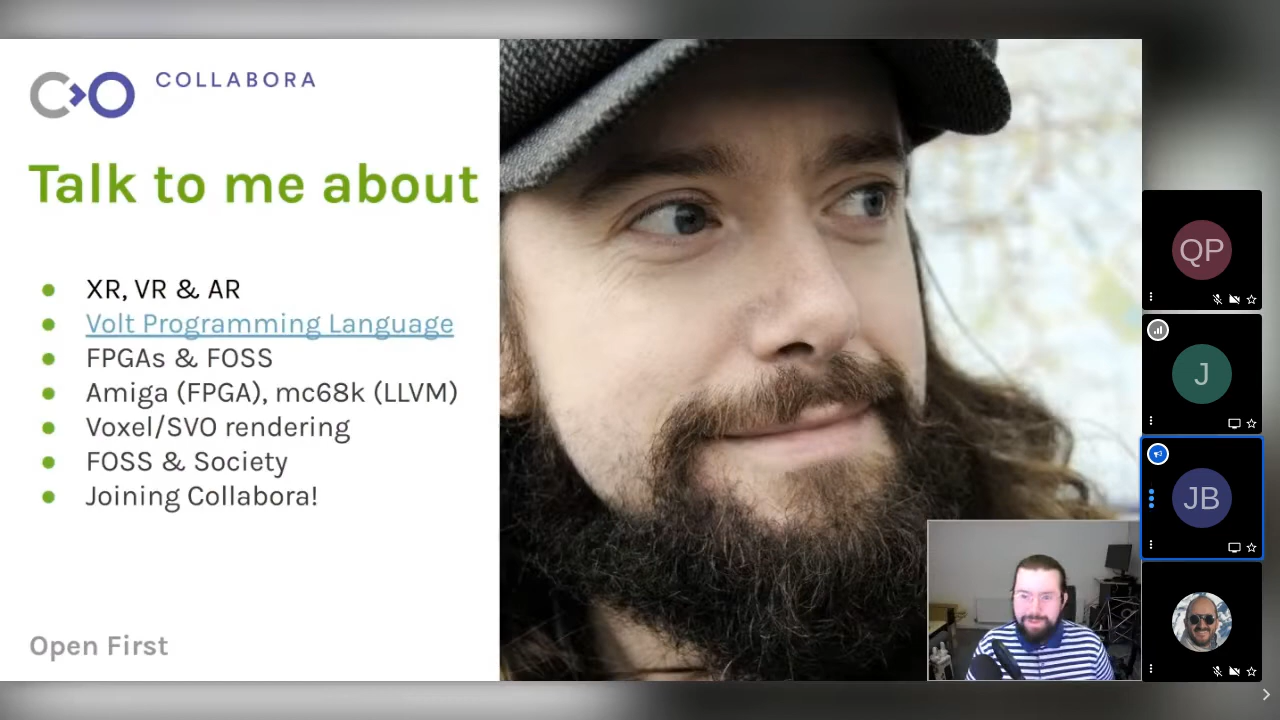 COLLABORA
Talk to me about
XR, VR & AR
Volt Programming Language
FPGAs & FOSS
Amiga (FPGA), mc68k (LLVM)
Voxel/SVO rendering
FOSS & Society
Joining Collabora!
Open First
QP
J
JB